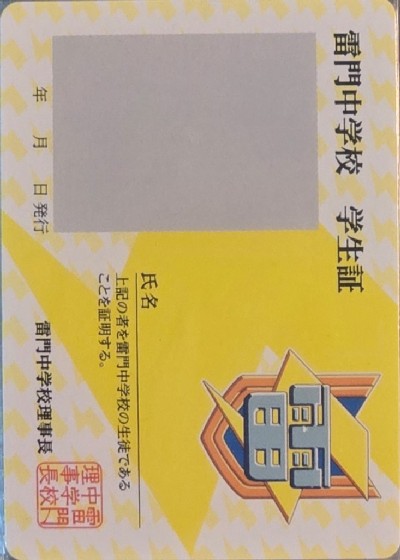 雷門中学校 学生証
氏名
上記の者を雷門中学校の生徒である
ことを証明する。
年 月 日発行
雷門中学校理事長
雷門
中学校
理事長